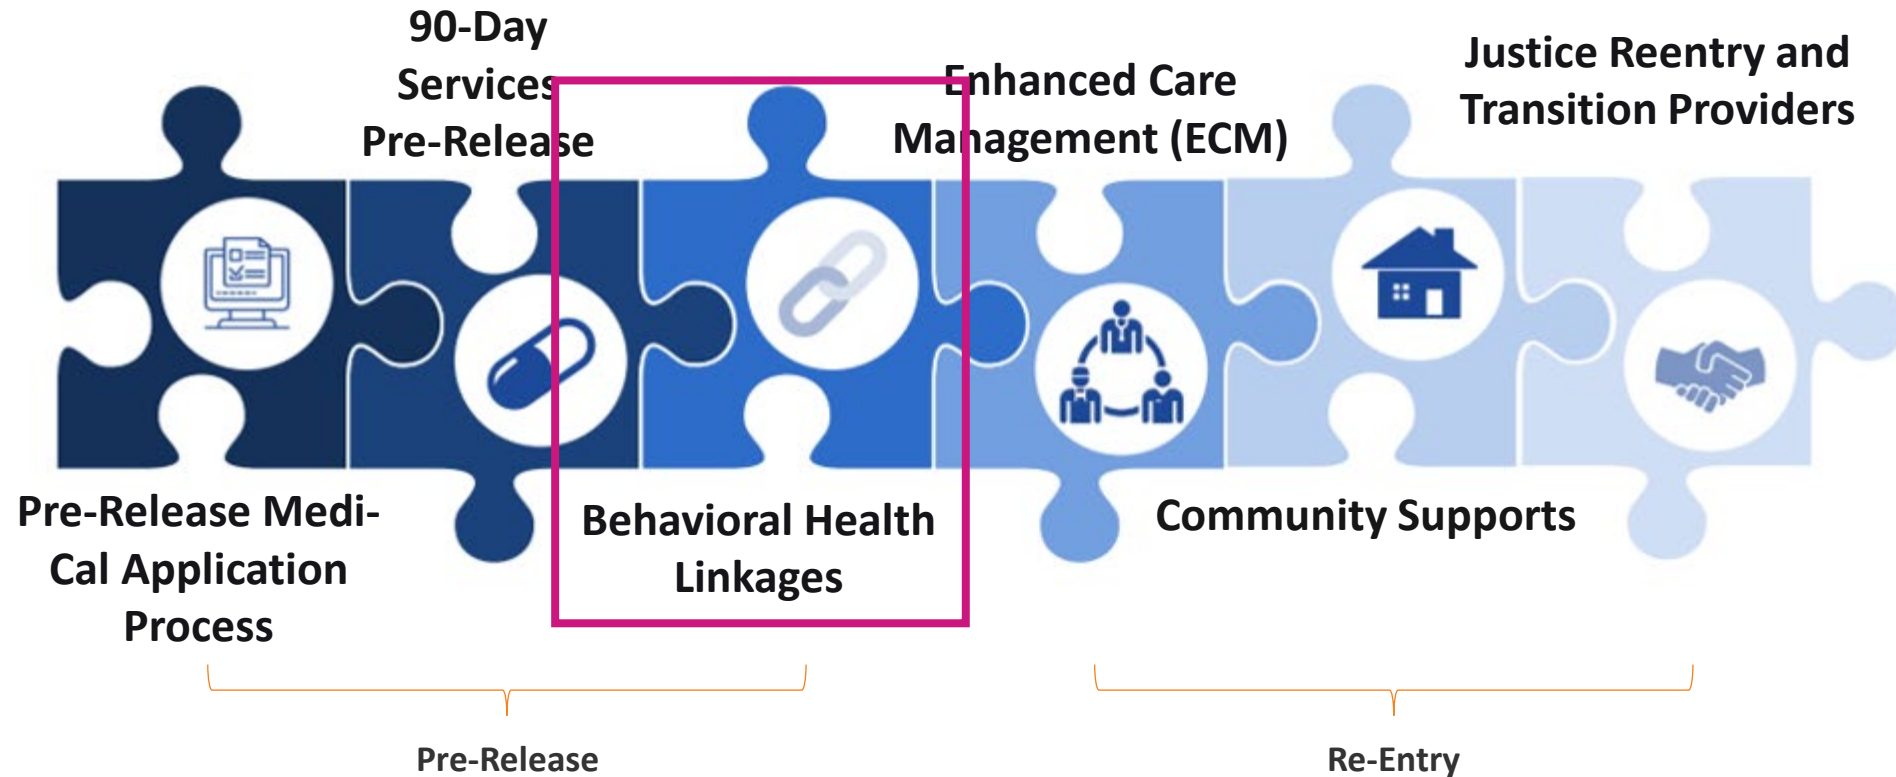 90-Day
Services
Pre-Release
Enhanced Care
Management (ECM)
Justice Reentry and
Transition Providers
Pre-Release Medi-
Cal Application
Process
Behavioral Health
Linkages
Community Supports
Pre-Release
Re-Entry